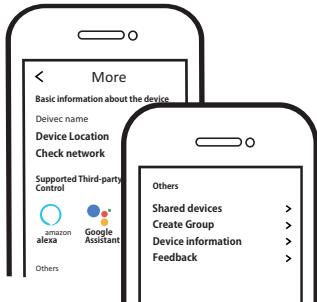 More
Basic information about the device
Deivec name
Device Location
Check network
Supported Third-party
Control
amazon
alexa
Google
Assistant
Others
Others
Shared devices
Create Group
Device information
Feedback